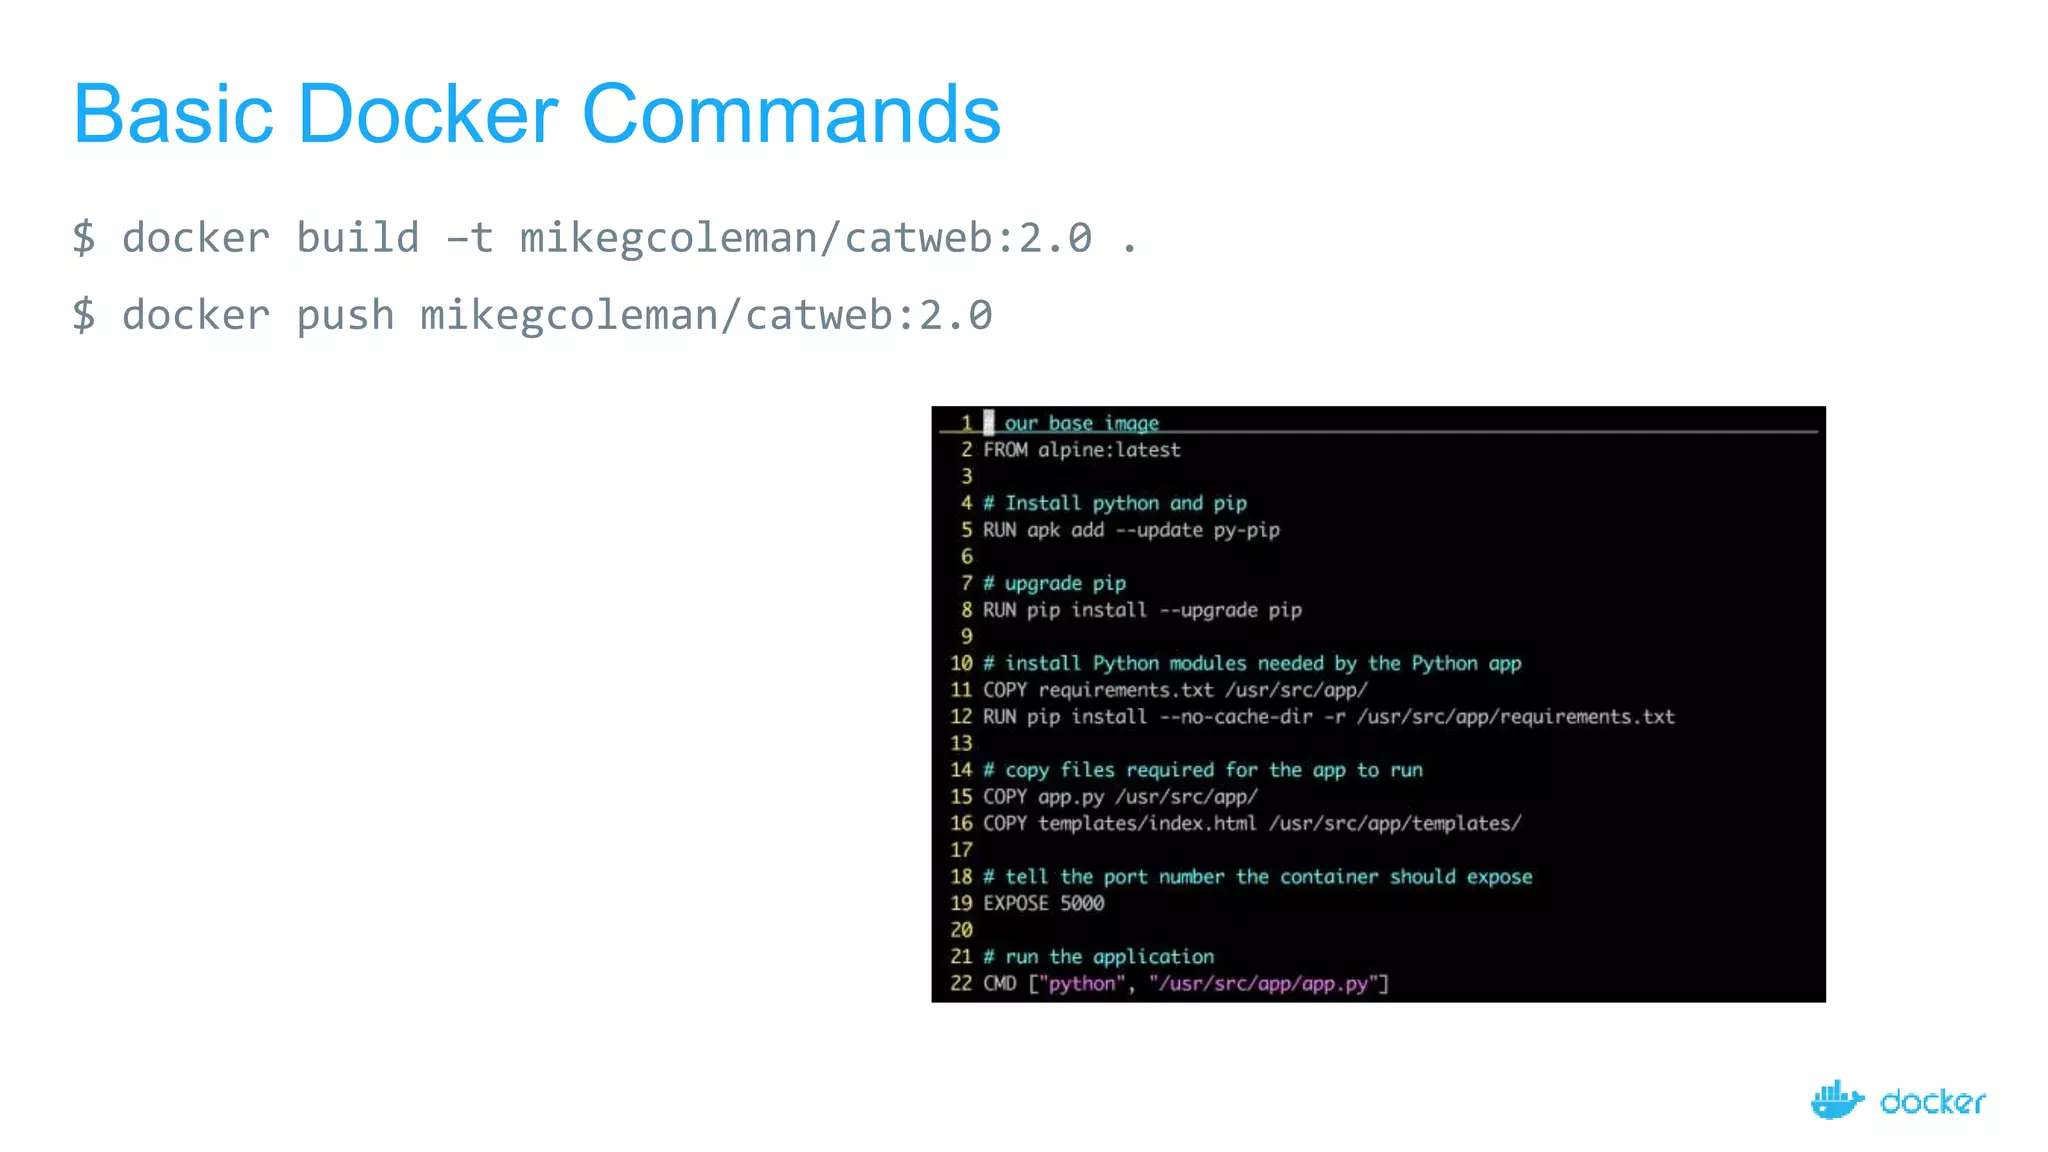 Basic Docker Commands
$ docker build –t mikegcoleman/catweb:2.0 .
$ docker push mikegcoleman/catweb:2.0
1 # our base image
2 FROM alpine:latest
3
4 # Install python and pip
5 RUN apk add --update py-pip
6
7 # upgrade pip
8 RUN pip install --upgrade pip
9
10 # install Python modules needed by the Python app
11 COPY requirements.txt /usr/src/app/
12 RUN pip install --no-cache-dir -r /usr/src/app/requirements.txt
13
14 # copy files required for the app to run
15 COPY app.py /usr/src/app/
16 COPY templates/index.html /usr/src/app/templates/
17
18 # tell the port number the container should expose
19 EXPOSE 5000
20
21 # run the application
22 CMD ["python", "/usr/src/app/app.py"]
docker